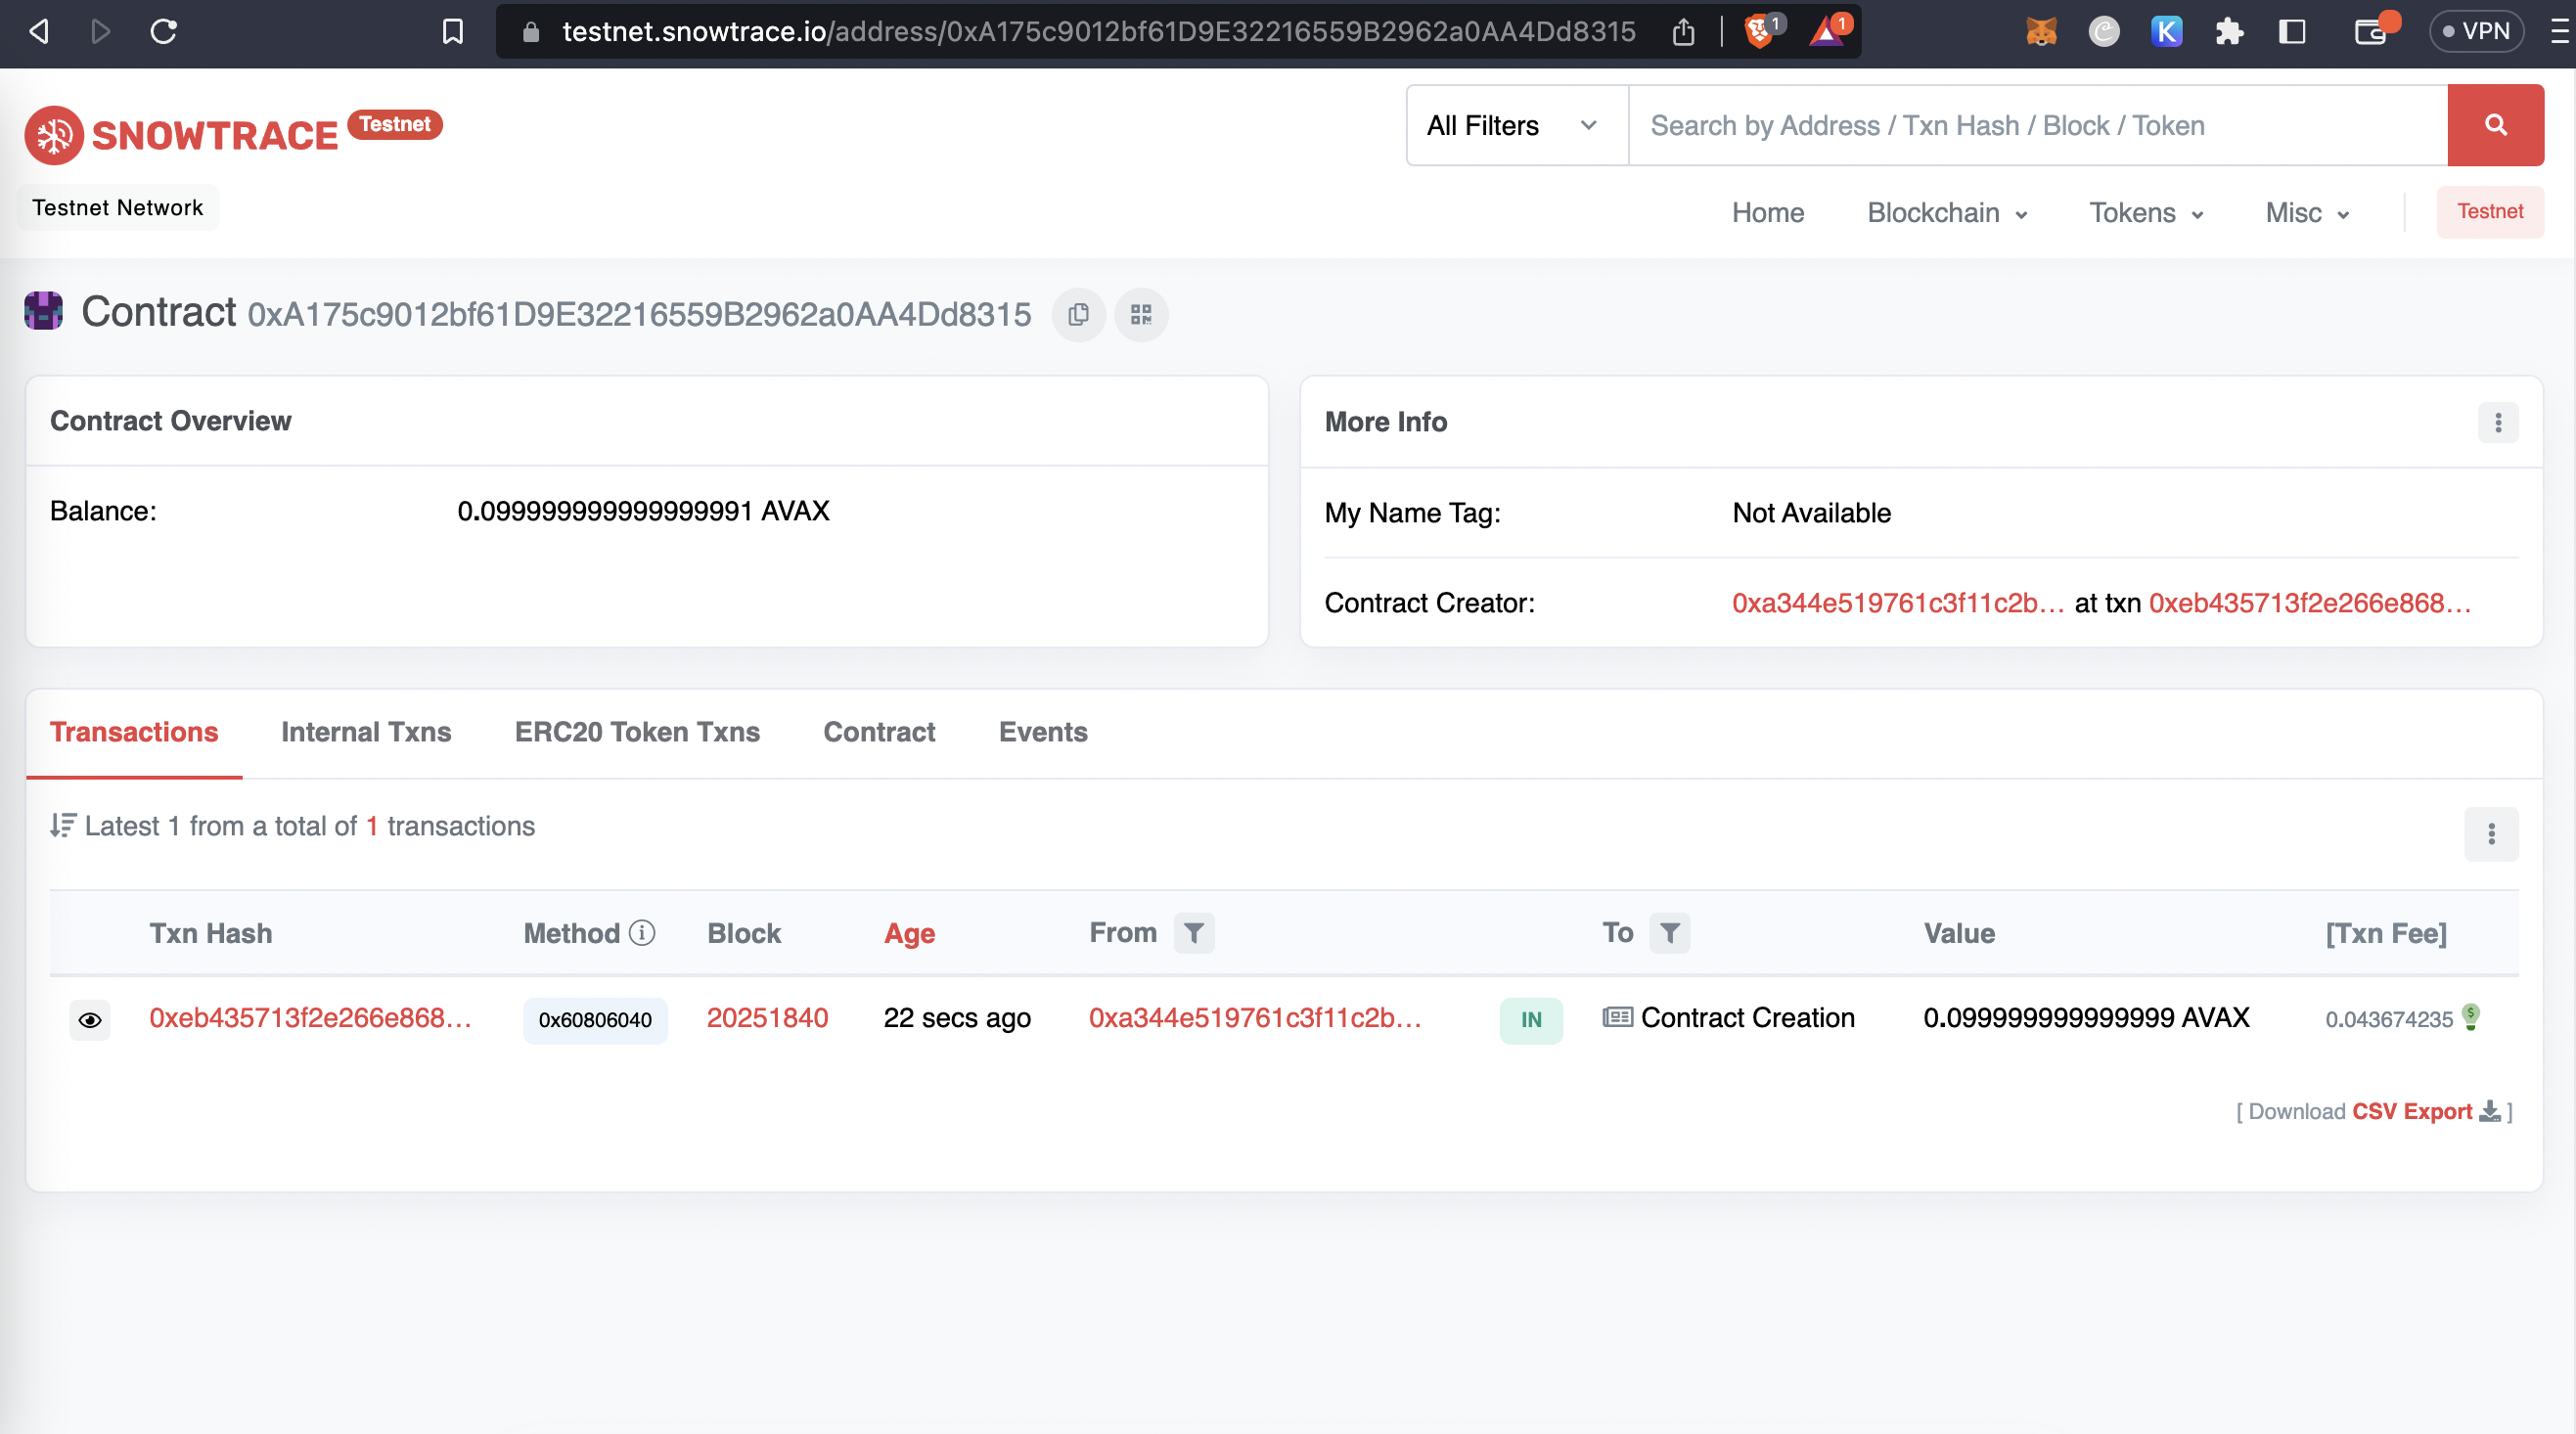 testnet.snowtrace.io/address/0xA175c9012bf61D9E32216559B2962a0AA4Dd8315
1
1
VPN
SNOWTRACE Testnet
All Filters
Search by Address / Txn Hash / Block / Token
Testnet Network
Home Blockchain Tokens Misc Testnet
Contract 0xA175c9012bf61D9E32216559B2962a0AA4Dd8315
Contract Overview
Balance: 0.099999999999999991 AVAX
More Info
My Name Tag: Not Available
Contract Creator: 0xa344e519761c3f11c2b... at txn 0xeb435713f2e266e868...
Transactions Internal Txns ERC20 Token Txns Contract Events
Latest 1 from a total of 1 transactions
Txn Hash Method Block Age From To Value [Txn Fee]
0xeb435713f2e266e868... 0x60806040 20251840 22 secs ago 0xa344e519761c3f11c2b... IN Contract Creation 0.099999999999999 AVAX 0.043674235
[ Download CSV Export ]